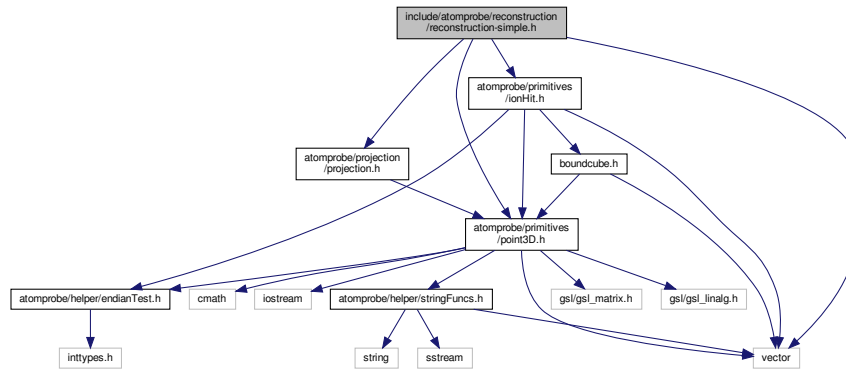 include/atomprobe/reconstruction
/reconstruction-simple.h
atomprobe/primitives
/ionHit.h
atomprobe/projection
/projection.h
boundcube.h
atomprobe/primitives
/point3D.h
atomprobe/helper/endianTest.h
cmath
iostream
atomprobe/helper/stringFuncs.h
gsl/gsl_matrix.h
gsl/gsl_linalg.h
inttypes.h
string
sstream
vector